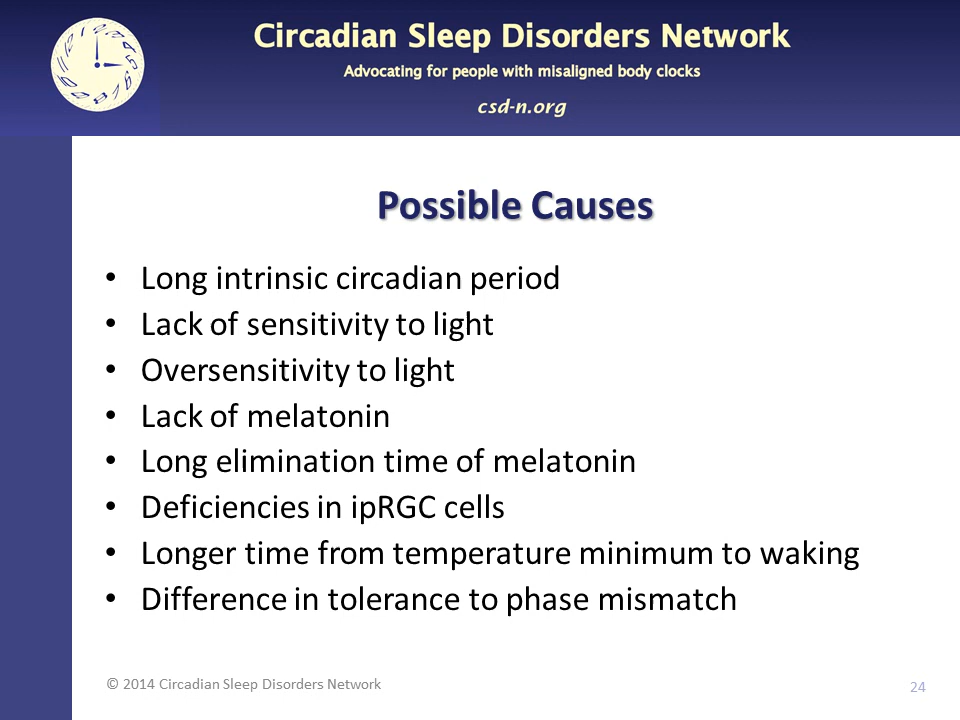 Circadian Sleep Disorders Network
Advocating for people with misaligned body clocks
csd-n.org
Possible Causes
• Long intrinsic circadian period
• Lack of sensitivity to light
• Oversensitivity to light
• Lack of melatonin
• Long elimination time of melatonin
• Deficiencies in ipRGC cells
• Longer time from temperature minimum to waking
• Difference in tolerance to phase mismatch
© 2014 Circadian Sleep Disorders Network
24